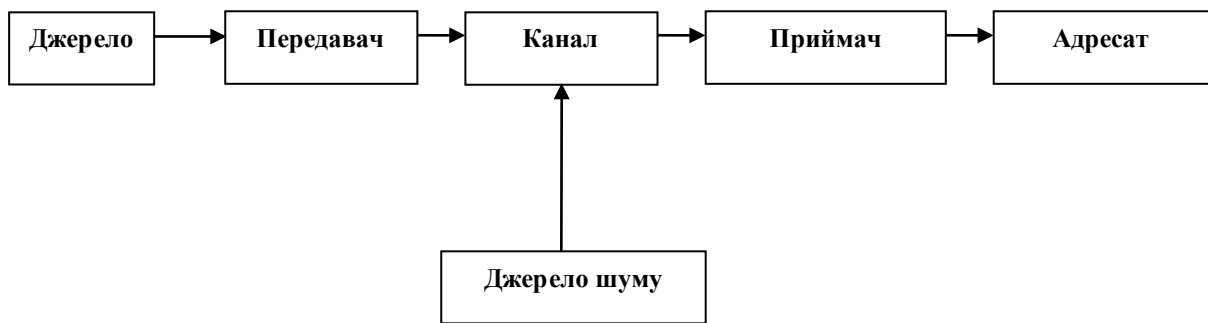 Джерело
Передавач
Канал
Приймач
Адресат
Джерело шуму